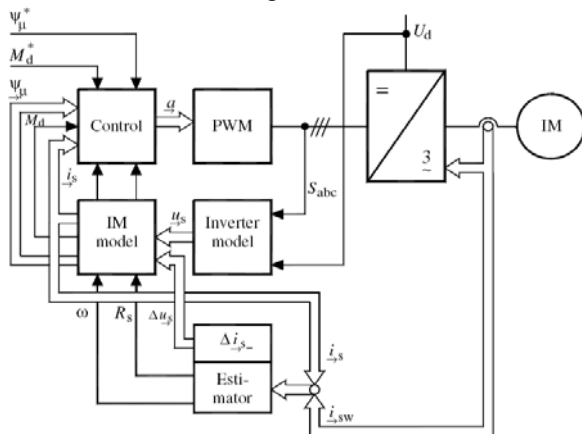 ψμ*
Md*
Ud
ψμ
a
=
Md
Control
PWM
IM
3
~
is
Sabc
us
IM
model
Inverter
model
ω
Rs
Δus
Δis=
is
Esti-
mator
isw